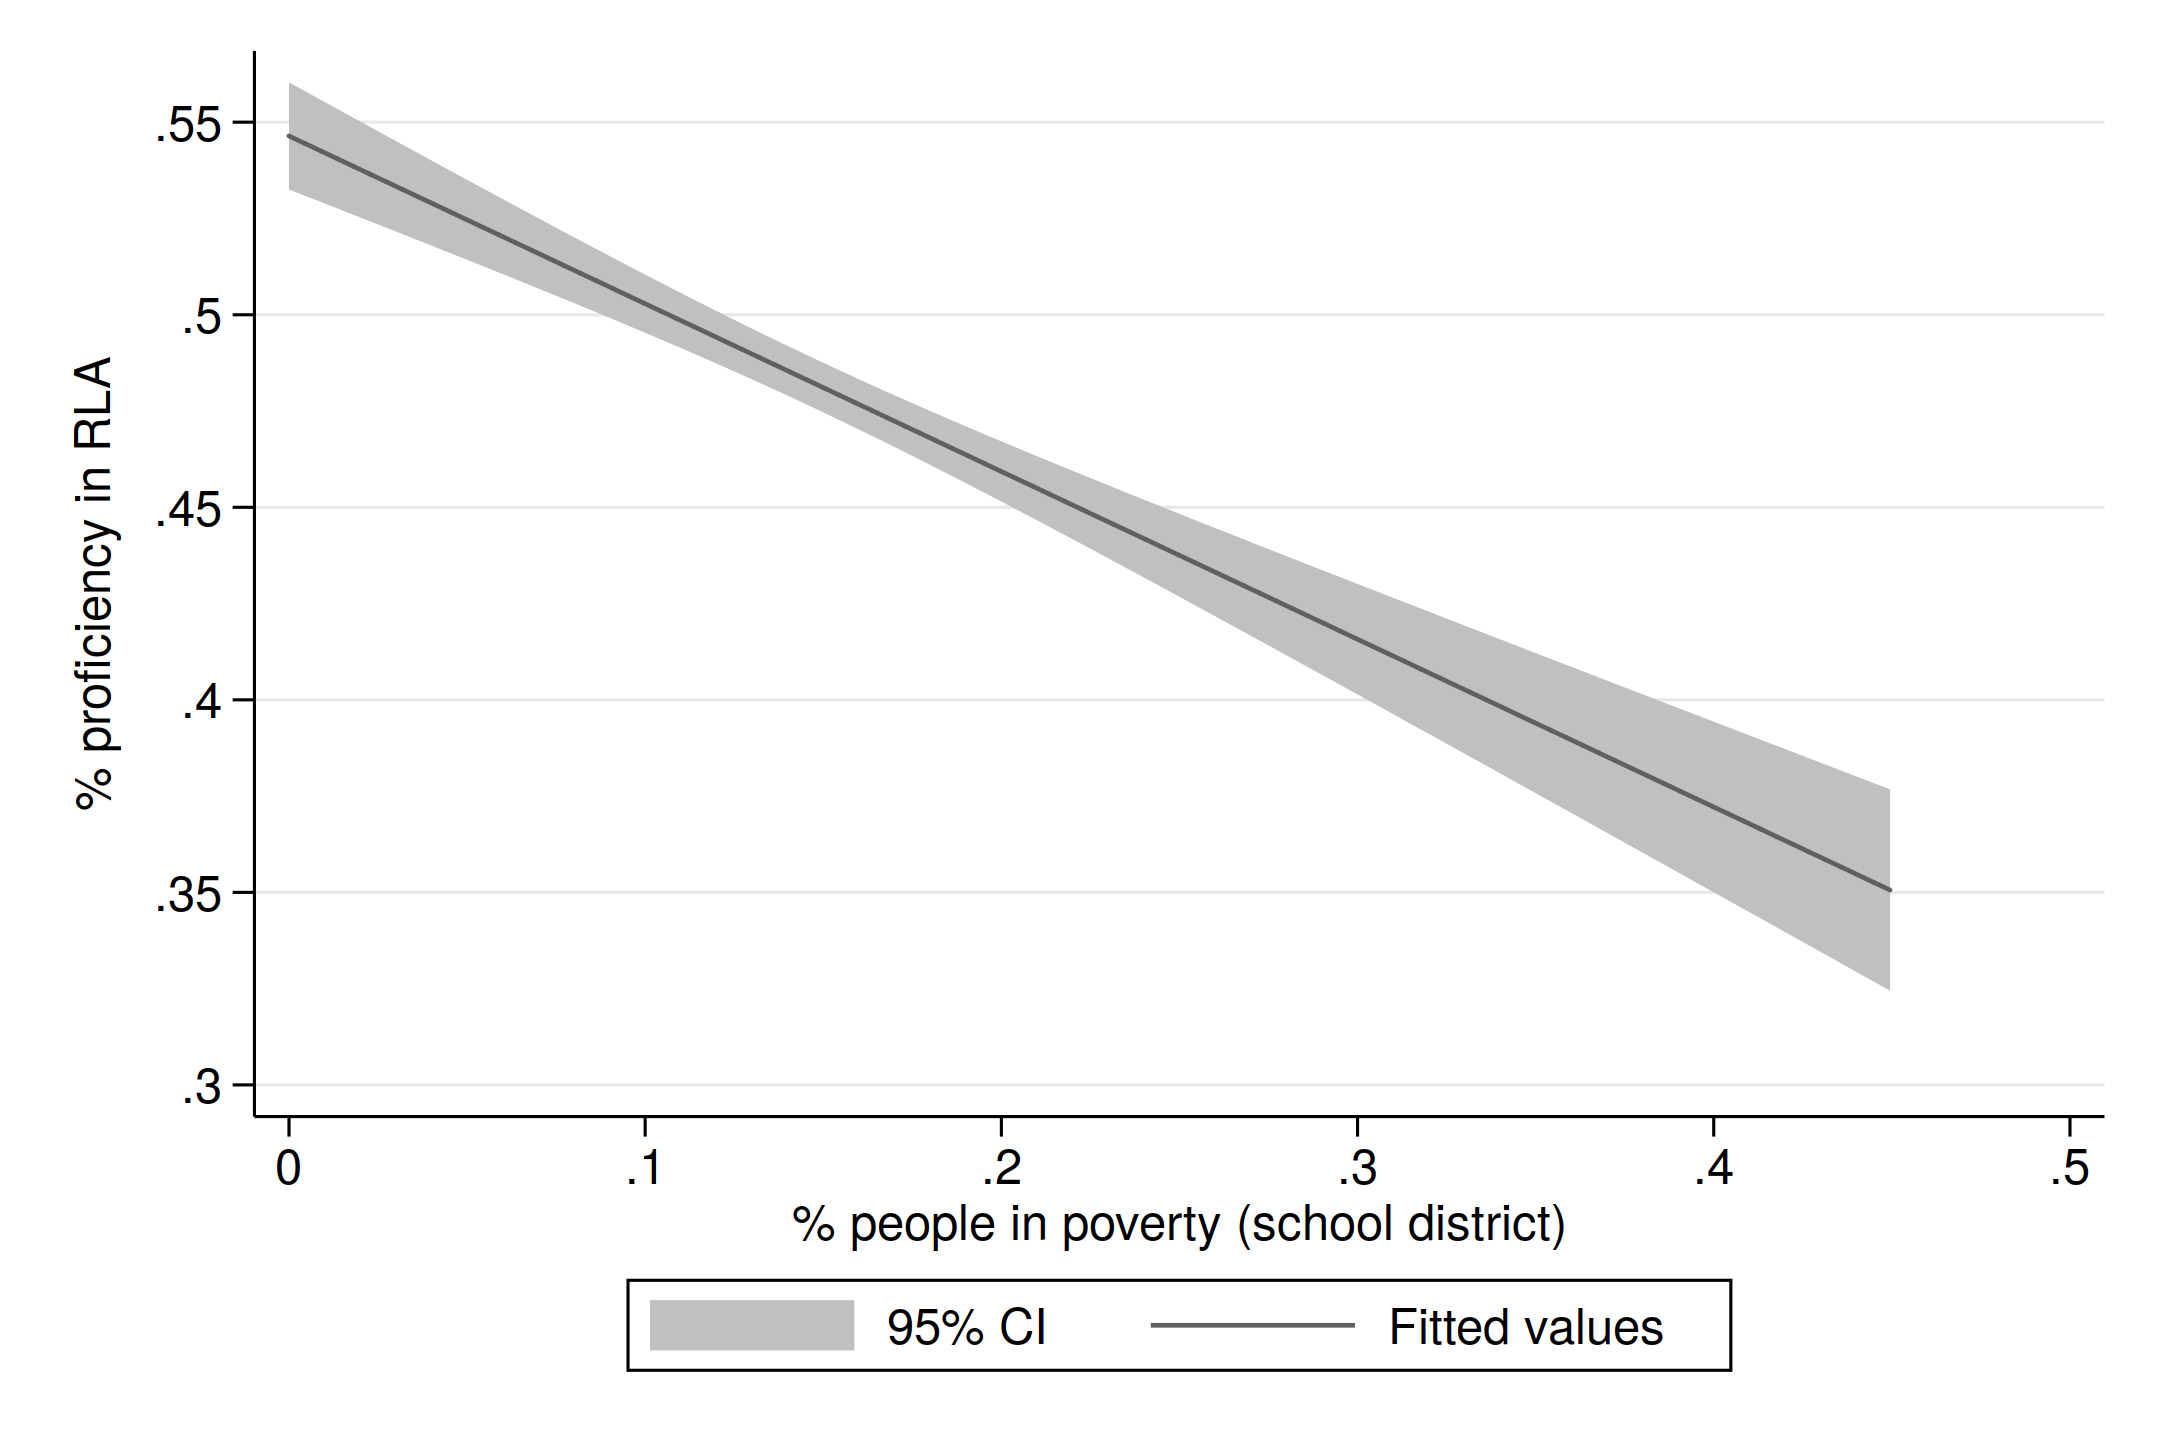 .55
.5
.45
.4
.35
.3
% proficiency in RLA
0 .1 .2 .3 .4 .5
% people in poverty (school district)
95% CI Fitted values